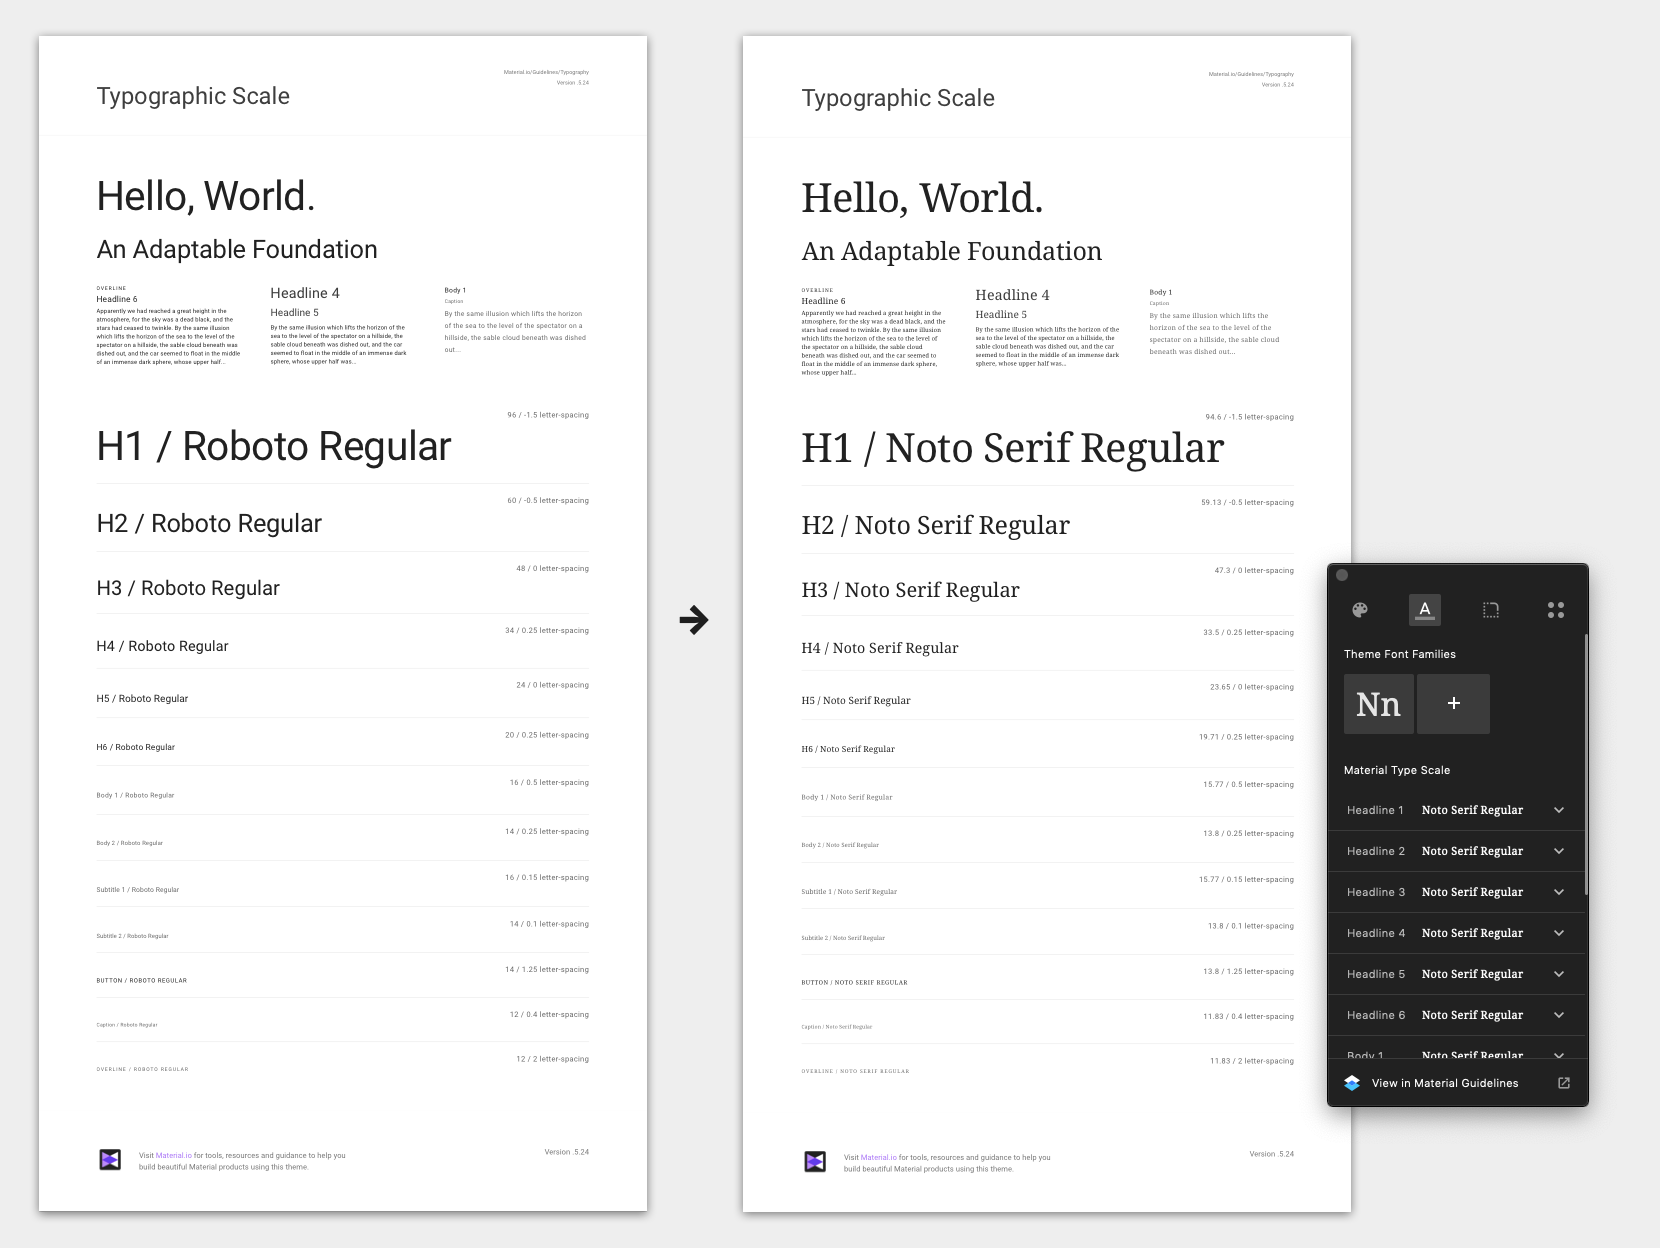 Material.io/Guidelines/Typography
Version .5.24
Typographic Scale
Hello, World.
An Adaptable Foundation
OVERLINE
Headline 6
Apparently we had reached a great height in the
atmosphere, for the sky was a dead black, and the
stars had ceased to twinkle. By the same illusion
which lifts the horizon of the sea to the level of the
spectator on a hillside, the sable cloud beneath was
dished out, and the car seemed to float in the middle
of an immense dark sphere, whose upper half...
Headline 4
Headline 5
By the same illusion which lifts the horizon of the
sea to the level of the spectator on a hillside, the
sable cloud beneath was dished out, and the car
seemed to float in the middle of an immense dark
sphere, whose upper half was...
Body 1
Caption
By the same illusion which lifts the horizon
of the sea to the level of the spectator on a
hillside, the sable cloud beneath was dished
out...
96 / -1.5 letter-spacing
H1 / Roboto Regular
60 / -0.5 letter-spacing
H2 / Roboto Regular
48 / 0 letter-spacing
H3 / Roboto Regular
34 / 0.25 letter-spacing
H4 / Roboto Regular
24 / 0 letter-spacing
H5 / Roboto Regular
20 / 0.25 letter-spacing
H6 / Roboto Regular
16 / 0.5 letter-spacing
Body 1 / Roboto Regular
14 / 0.25 letter-spacing
Body 2 / Roboto Regular
16 / 0.15 letter-spacing
Subtitle 1 / Roboto Regular
14 / 0.1 letter-spacing
Subtitle 2 / Roboto Regular
14 / 1.25 letter-spacing
BUTTON / ROBOTO REGULAR
12 / 0.4 letter-spacing
Caption / Roboto Regular
12 / 2 letter-spacing
OVERLINE / ROBOTO REGULAR
Visit Material.io for tools, resources and guidance to help you
build beautiful Material products using this theme.
Version .5.24
Material.io/Guidelines/Typography
Version .5.24
Typographic Scale
Hello, World.
An Adaptable Foundation
OVERLINE
Headline 6
Apparently we had reached a great height in the
atmosphere, for the sky was a dead black, and the
stars had ceased to twinkle. By the same illusion
which lifts the horizon of the sea to the level of
the spectator on a hillside, the sable cloud
beneath was dished out, and the car seemed to
float in the middle of an immense dark sphere,
whose upper half...
Headline 4
Headline 5
By the same illusion which lifts the horizon of the
sea to the level of the spectator on a hillside, the
sable cloud beneath was dished out, and the car
seemed to float in the middle of an immense dark
sphere, whose upper half was...
Body 1
Caption
By the same illusion which lifts the
horizon of the sea to the level of the
spectator on a hillside, the sable cloud
beneath was dished out...
94.6 / -1.5 letter-spacing
H1 / Noto Serif Regular
59.13 / -0.5 letter-spacing
H2 / Noto Serif Regular
47.3 / 0 letter-spacing
H3 / Noto Serif Regular
33.5 / 0.25 letter-spacing
H4 / Noto Serif Regular
23.65 / 0 letter-spacing
H5 / Noto Serif Regular
19.71 / 0.25 letter-spacing
H6 / Noto Serif Regular
15.77 / 0.5 letter-spacing
Body 1 / Noto Serif Regular
13.8 / 0.25 letter-spacing
Body 2 / Noto Serif Regular
15.77 / 0.15 letter-spacing
Subtitle 1 / Noto Serif Regular
13.8 / 0.1 letter-spacing
Subtitle 2 / Noto Serif Regular
13.8 / 1.25 letter-spacing
BUTTON / NOTO SERIF REGULAR
11.83 / 0.4 letter-spacing
Caption / Noto Serif Regular
11.83 / 2 letter-spacing
OVERLINE / NOTO SERIF REGULAR
Visit Material.io for tools, resources and guidance to help you
build beautiful Material products using this theme.
Version .5.24
A
Theme Font Families
Nn +
Material Type Scale
Headline 1 Noto Serif Regular
Headline 2 Noto Serif Regular
Headline 3 Noto Serif Regular
Headline 4 Noto Serif Regular
Headline 5 Noto Serif Regular
Headline 6 Noto Serif Regular
Body 1 Noto Serif Regular
View in Material Guidelines